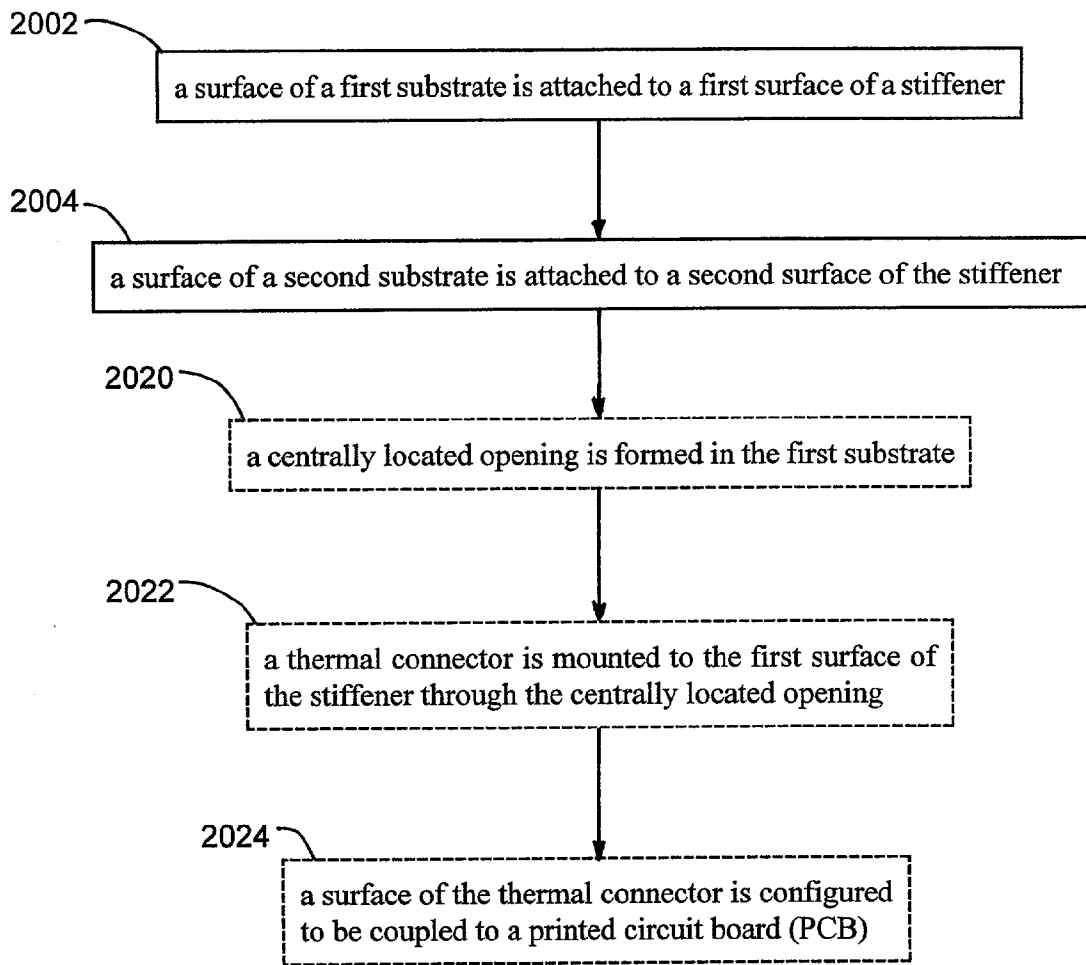 2002
a surface of a first substrate is attached to a first surface of a stiffener
2004
a surface of a second substrate is attached to a second surface of the stiffener
2020
a centrally located opening is formed in the first substrate
2022
a thermal connector is mounted to the first surface of
the stiffener through the centrally located opening
2024
a surface of the thermal connector is configured
to be coupled to a printed circuit board (PCB)